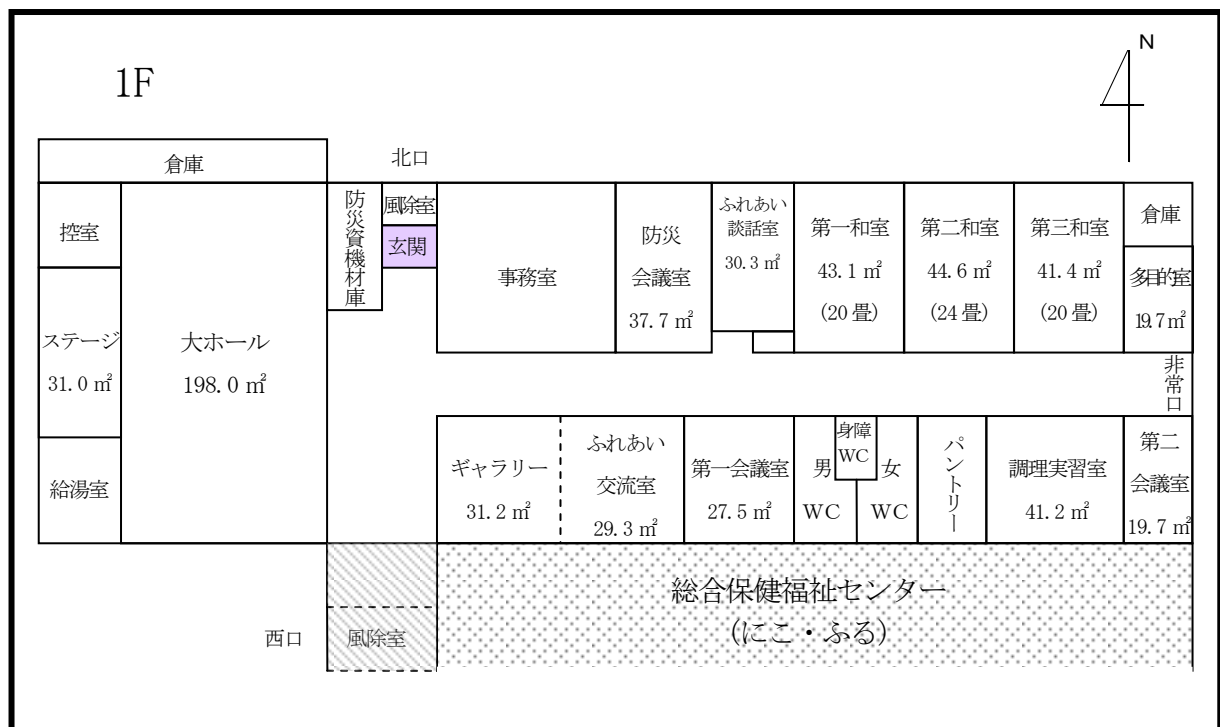 N
1F
倉庫
北口
控室
ステージ
31.0 ㎡
給湯室
大ホール
198.0 ㎡
防災資機材庫
風除室
玄関
事務室
防災
会議室
37.7 ㎡
ふれあい
談話室
30.3 ㎡
第一和室
43.1 ㎡
(20 畳)
第二和室
44.6 ㎡
(24 畳)
第三和室
41.4 ㎡
(20 畳)
倉庫
多目的室
19.7㎡
非常口
ギャラリー
31.2 ㎡
ふれあい
交流室
29.3 ㎡
第一会議室
27.5 ㎡
男
WC
身障
WC
女
WC
パントリー
調理実習室
41.2 ㎡
第二
会議室
19.7 ㎡
総合保健福祉センター
(にこ・ふる)
西口
風除室